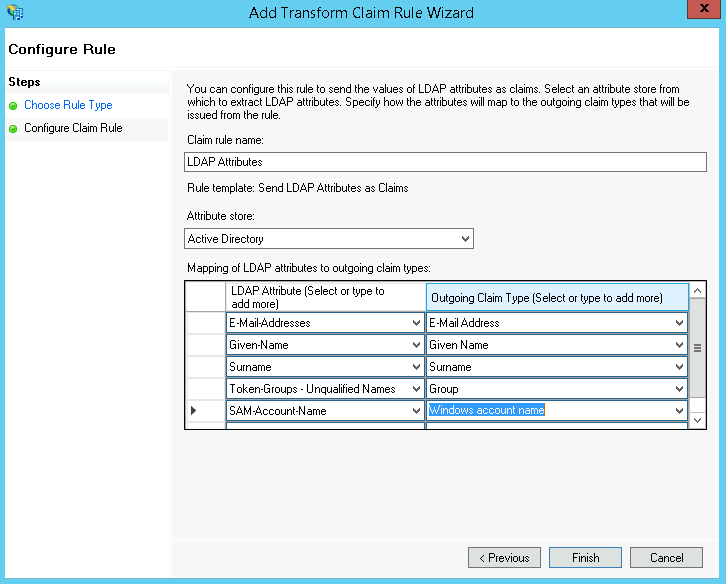 Add Transform Claim Rule Wizard
X
Configure Rule
Steps
Choose Rule Type
Configure Claim Rule
You can configure this rule to send the values of LDAP attributes as claims. Select an attribute store from
which to extract LDAP attributes. Specify how the attributes will map to the outgoing claim types that will be
issued from the rule.
Claim rule name:
LDAP Attributes
Rule template: Send LDAP Attributes as Claims
Attribute store:
Active Directory
Mapping of LDAP attributes to outgoing claim types:
LDAP Attribute (Select or type to
add more)
Outgoing Claim Type (Select or type to add more)
E-Mail-Addresses
E-Mail Address
Given-Name
Given Name
Surname
Surname
Token-Groups - Unqualified Names
Group
SAM-Account-Name
Windows account name
< Previous
Finish
Cancel